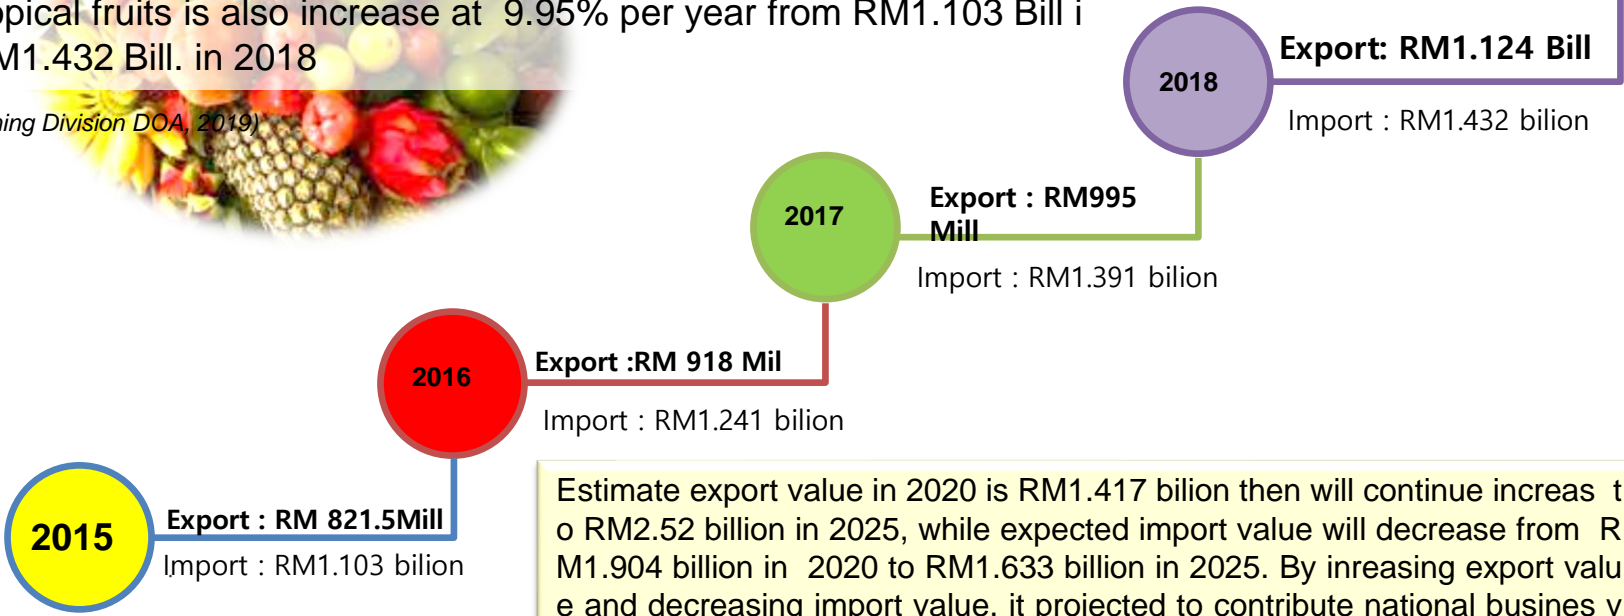 opical fruits is also increase at 9.95% per year from RM1.103 Bill i
M1.432 Bill. in 2018
ning Division DOA, 2019)
2018
Export: RM1.124 Bill
Import : RM1.432 bilion
2017
Export : RM995
Mill
Import : RM1.391 bilion
2016
Export :RM 918 Mil
Import : RM1.241 bilion
2015
Export : RM 821.5Mill
Import : RM1.103 bilion
Estimate export value in 2020 is RM1.417 bilion then will continue increas t
o RM2.52 billion in 2025, while expected import value will decrease from R
M1.904 billion in 2020 to RM1.633 billion in 2025. By inreasing export valu
e and decreasing import value, it projected to contribute national busines y